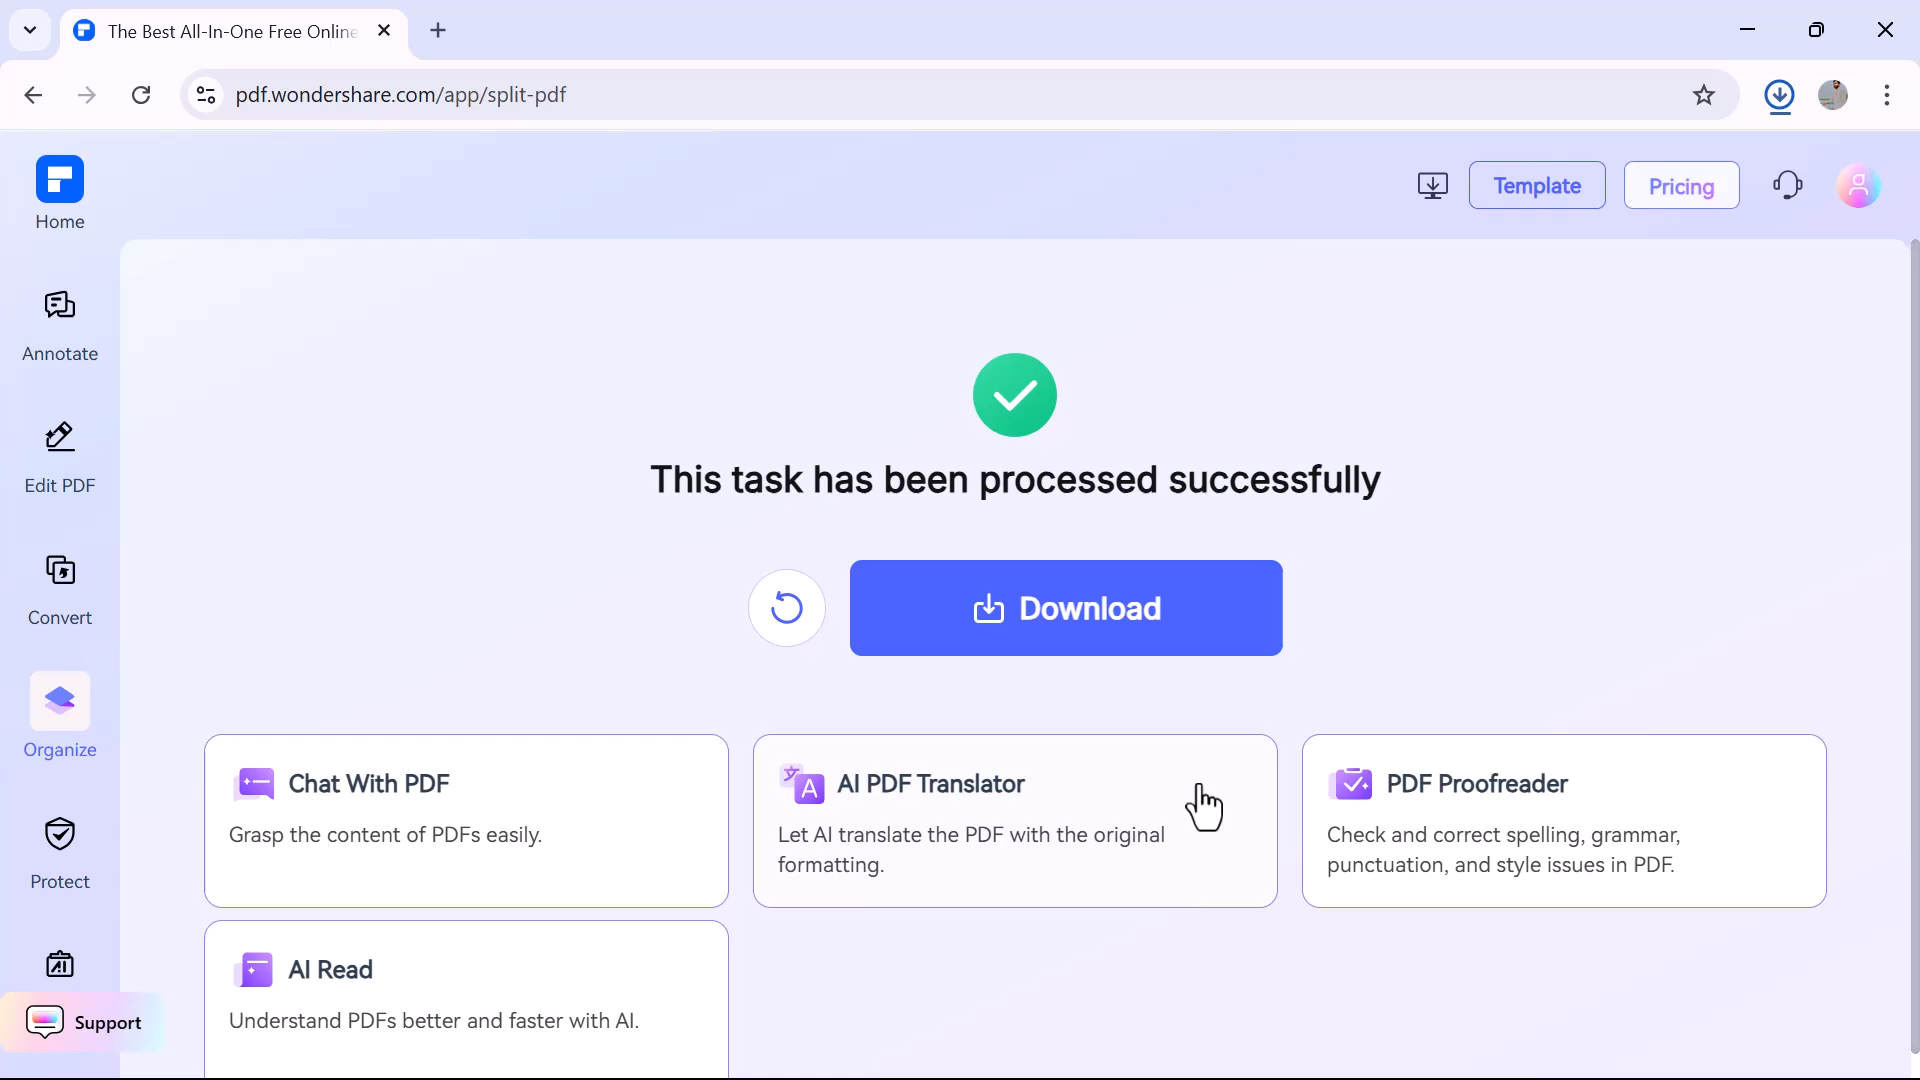 The Best All-In-One Free Online
pdf.wondershare.com/app/split-pdf
Home
Template
Pricing
Annotate
Edit PDF
Convert
Organize
Protect
AI
Support
This task has been processed successfully
Download
Chat With PDF
Grasp the content of PDFs easily.
文A
AI PDF Translator
Let AI translate the PDF with the original
formatting.
PDF Proofreader
Check and correct spelling, grammar,
punctuation, and style issues in PDF.
AI Read
Understand PDFs better and faster with AI.